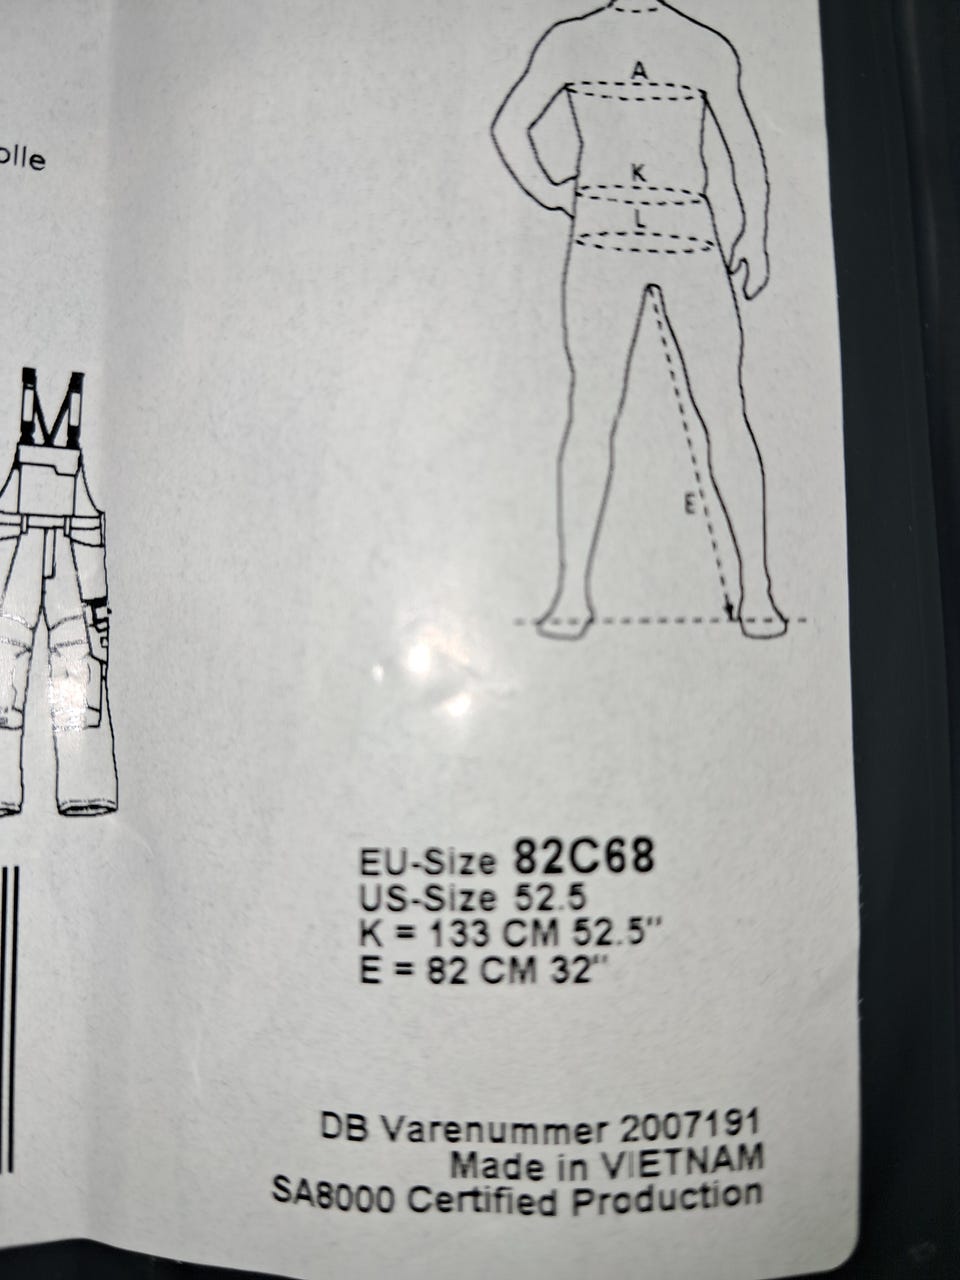 A
olle
K
L
E
EU-Size 82C68
US-Size 52.5
K = 133 CM 52.5"
E = 82 CM 32"
DB Varenummer 2007191
Made in VIETNAM
SA8000 Certified Production